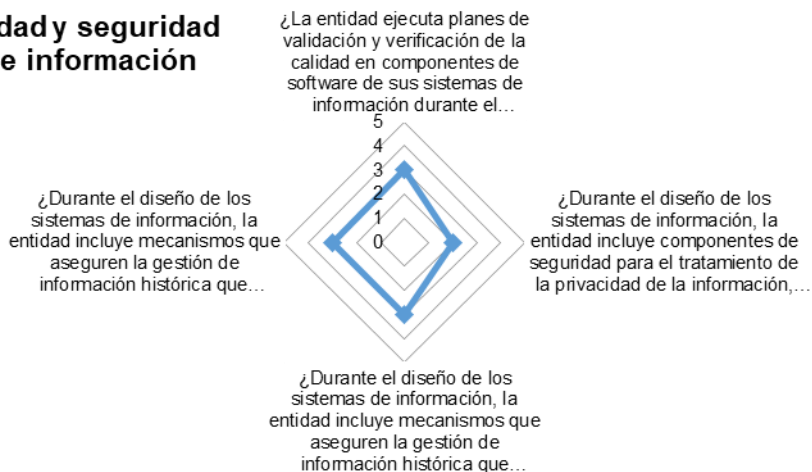 dad y seguridad
e información
¿La entidad ejecuta planes de
validación y verificación de la
calidad en componentes de
software de sus sistemas de
información durante el…
5
4
3
2
1
0
¿Durante el diseño de los
sistemas de información, la
entidad incluye mecanismos que
aseguren la gestión de
información histórica que…
¿Durante el diseño de los
sistemas de información, la
entidad incluye componentes de
seguridad para el tratamiento de
la privacidad de la información,…
¿Durante el diseño de los
sistemas de información, la
entidad incluye mecanismos que
aseguren la gestión de
información histórica que…